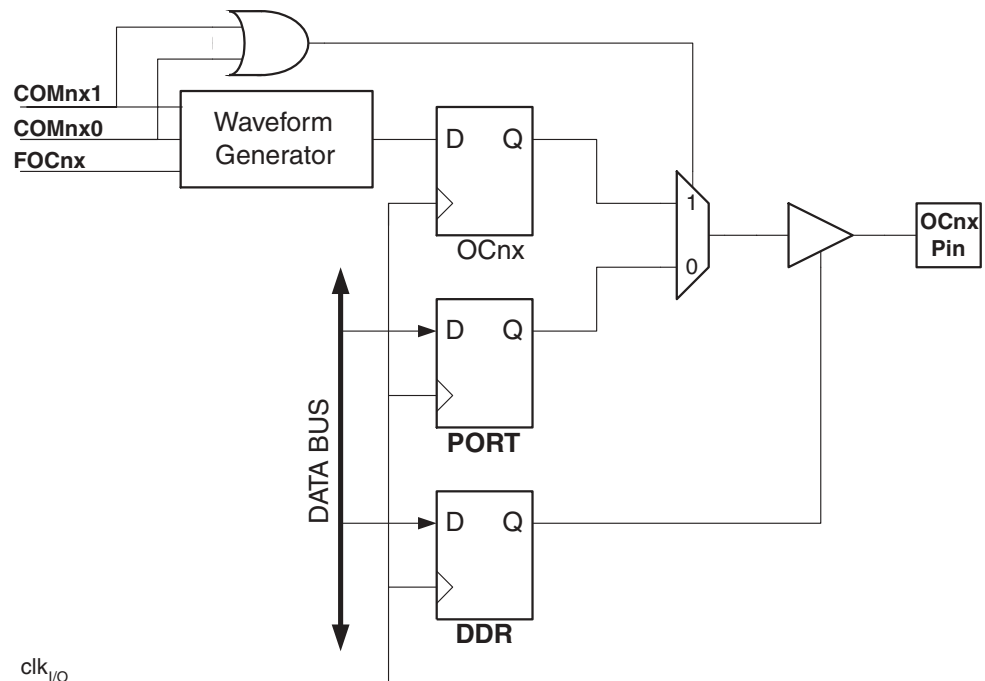 COMnx1
COMnx0
FOCnx
Waveform
Generator
D Q
OCnx
1
0
OCnx
Pin
D Q
PORT
DATA BUS
D Q
DDR
clkI/O